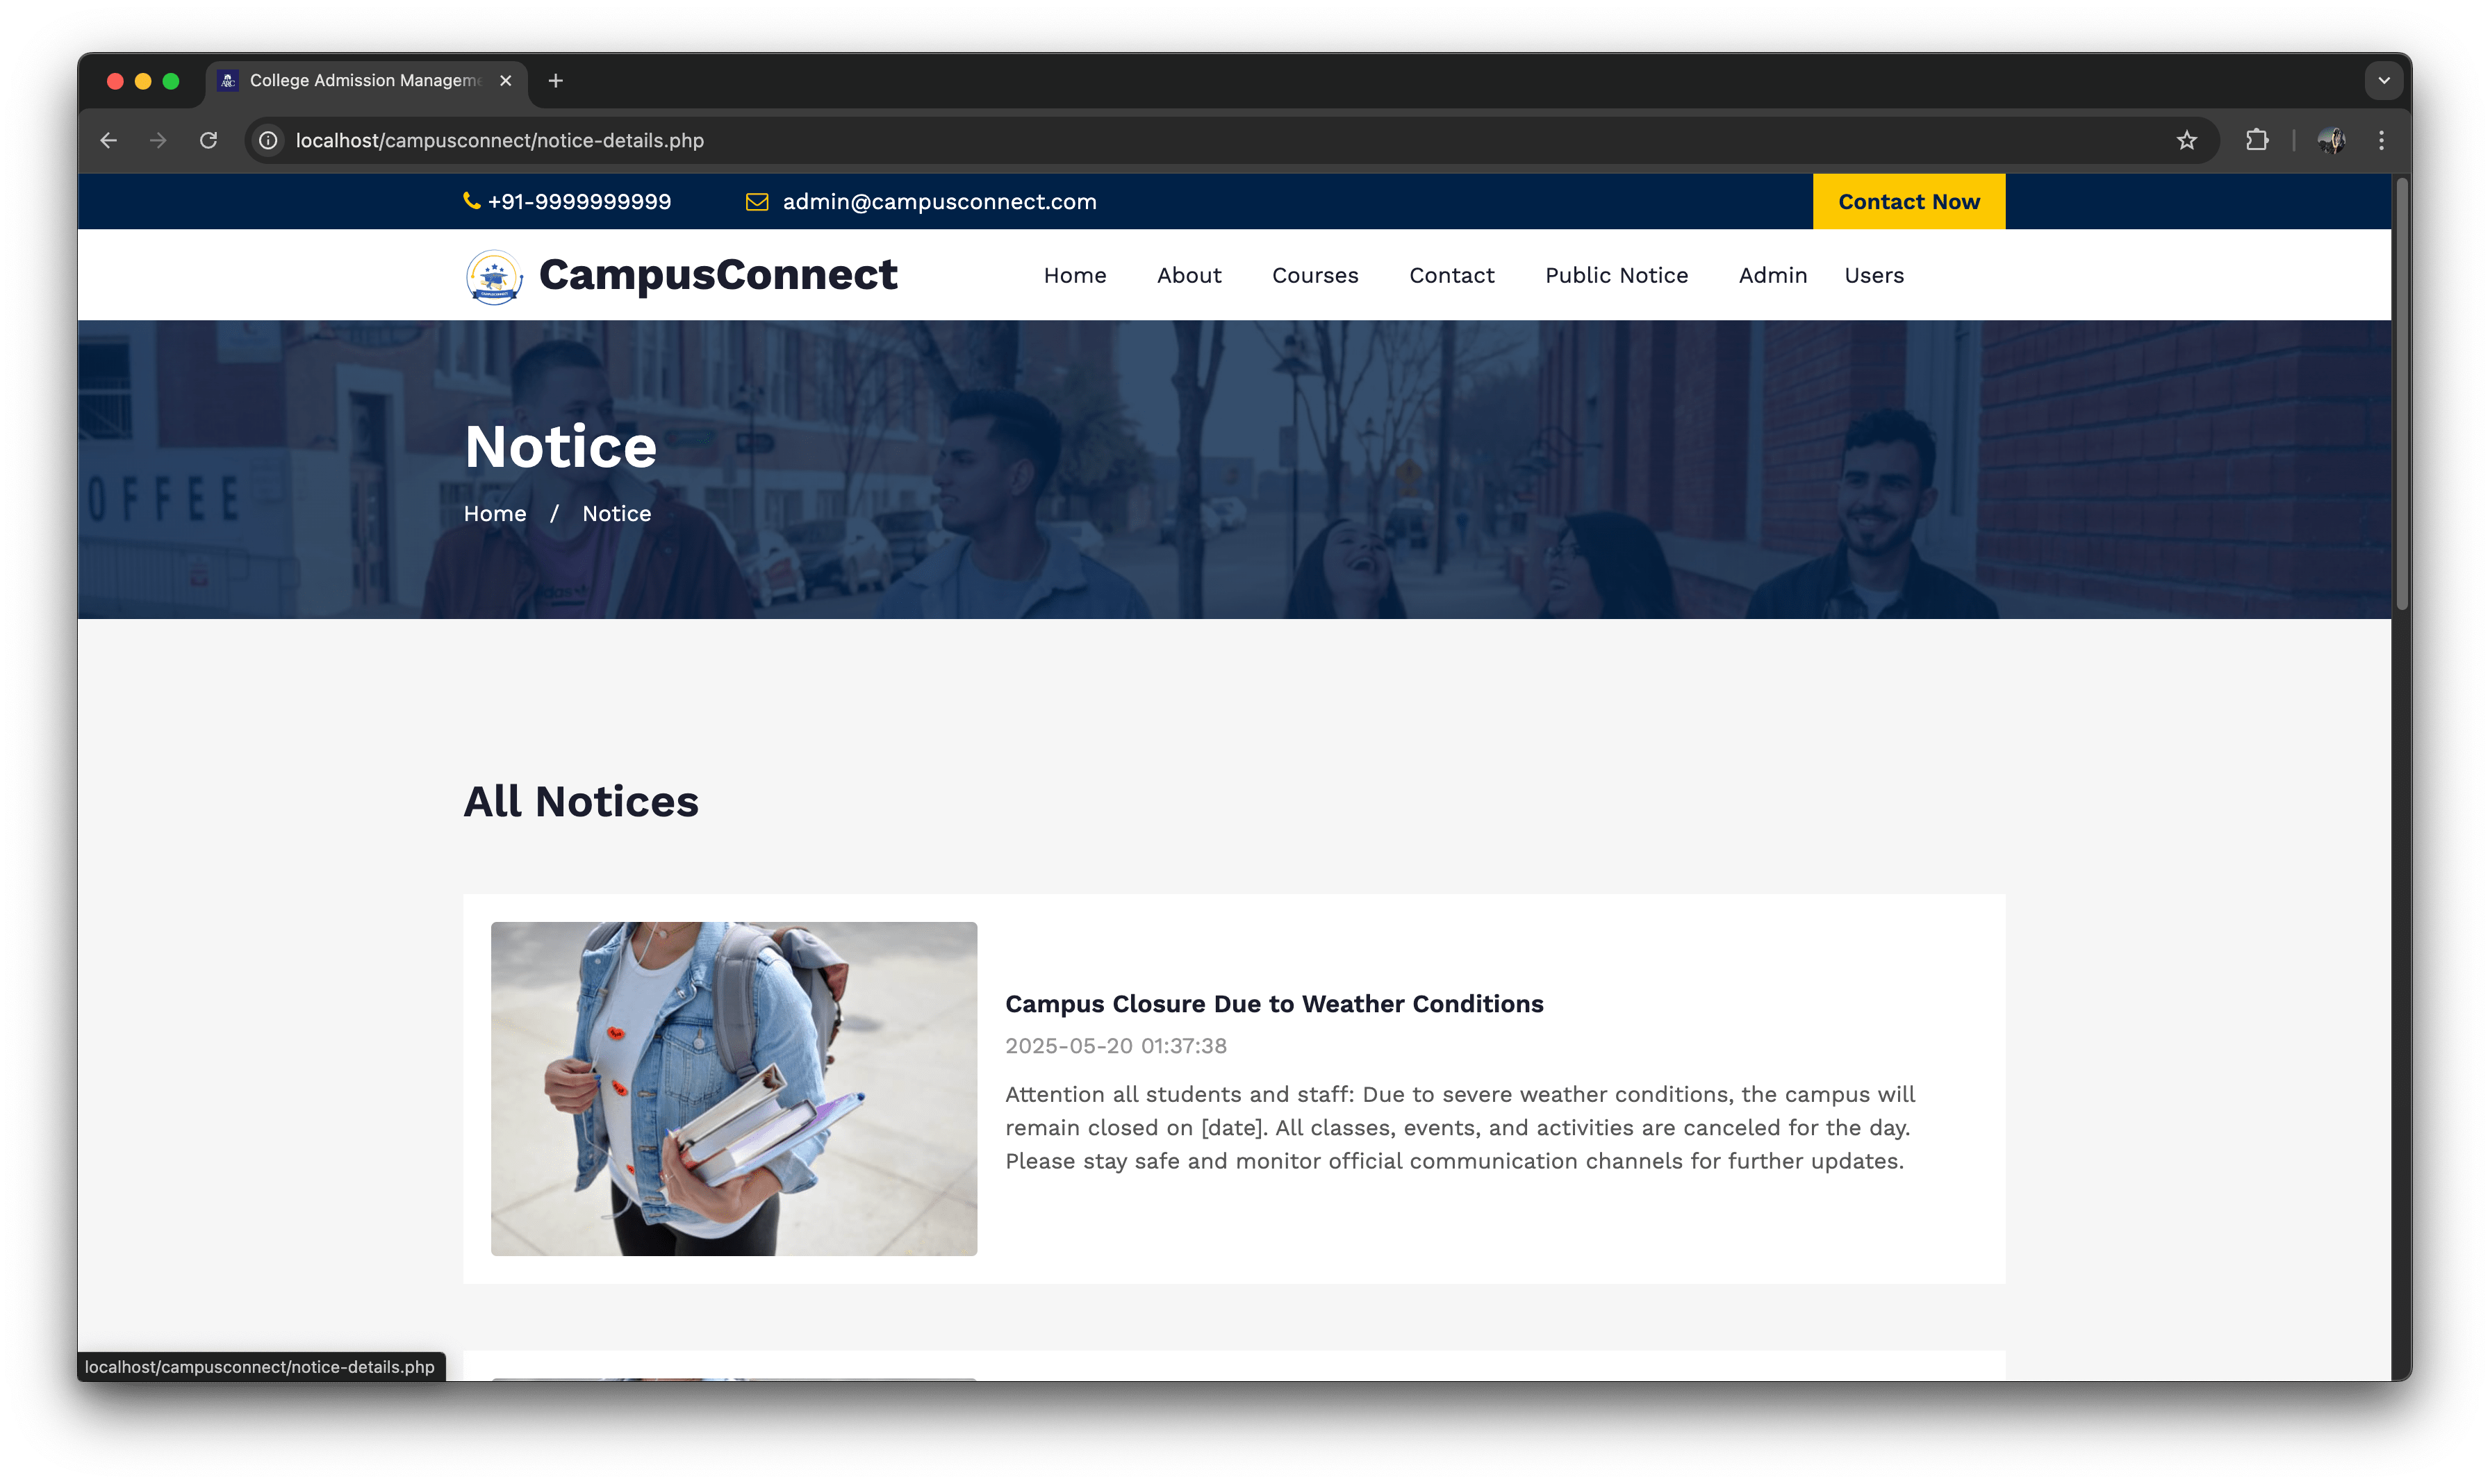 College Admission Managem
localhost/campusconnect/notice-details.php
+91-9999999999 admin@campusconnect.com Contact Now
CampusConnect Home About Courses Contact Public Notice Admin Users
OFFEE
Notice
Home / Notice
adidas
All Notices
Campus Closure Due to Weather Conditions
2025-05-20 01:37:38
Attention all students and staff: Due to severe weather conditions, the campus will
remain closed on [date]. All classes, events, and activities are canceled for the day.
Please stay safe and monitor official communication channels for further updates.
localhost/campusconnect/notice-details.php